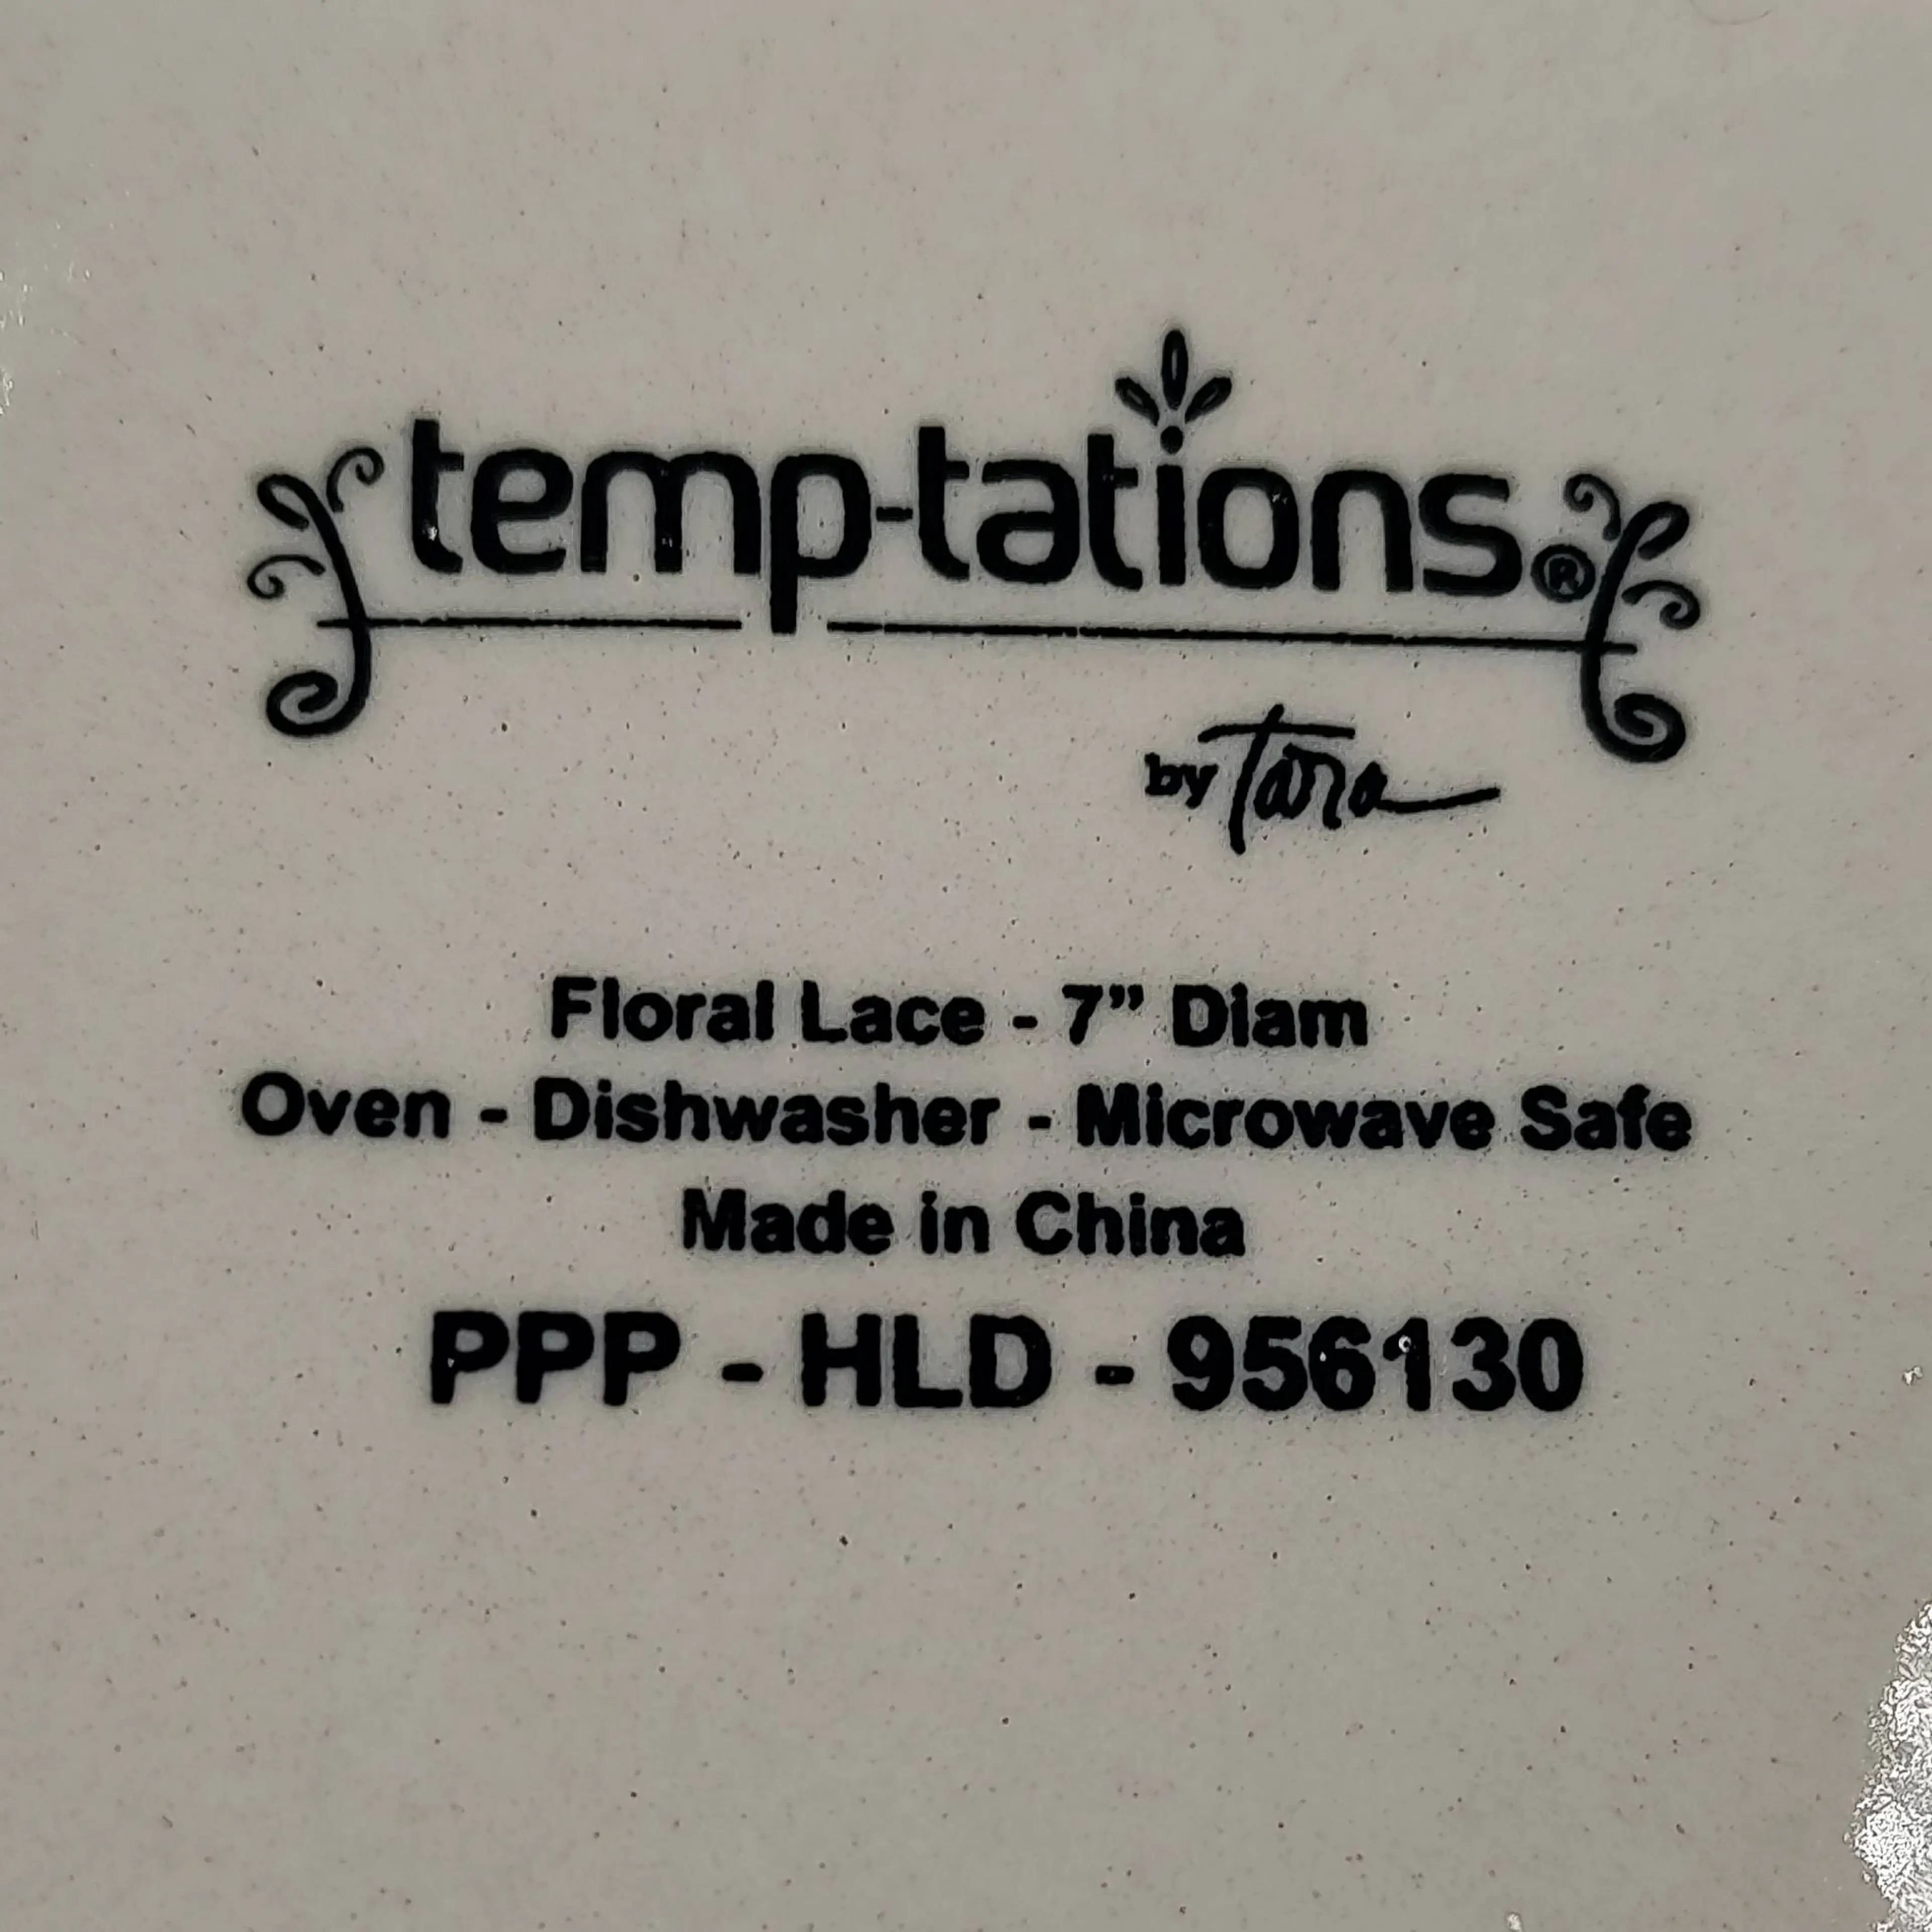 temp-tations®
by Tara
Floral Lace - 7” Diam
Oven - Dishwasher - Microwave Safe
Made in China
PPP - HLD - 956130